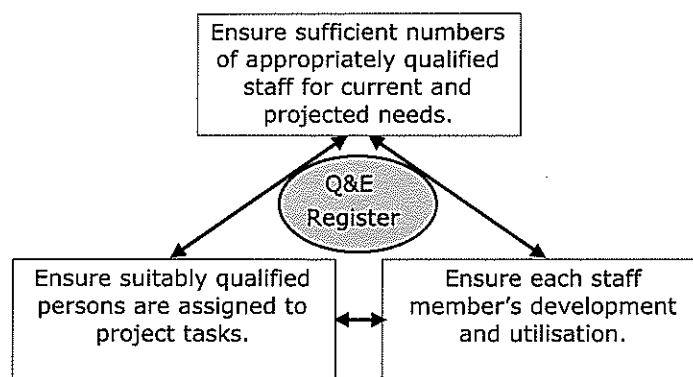 Ensure sufficient numbers
of appropriately qualified
staff for current and
projected needs.
Q&E
Register
Ensure suitably qualified
persons are assigned to
project tasks.
Ensure each staff
member's development
and utilisation.